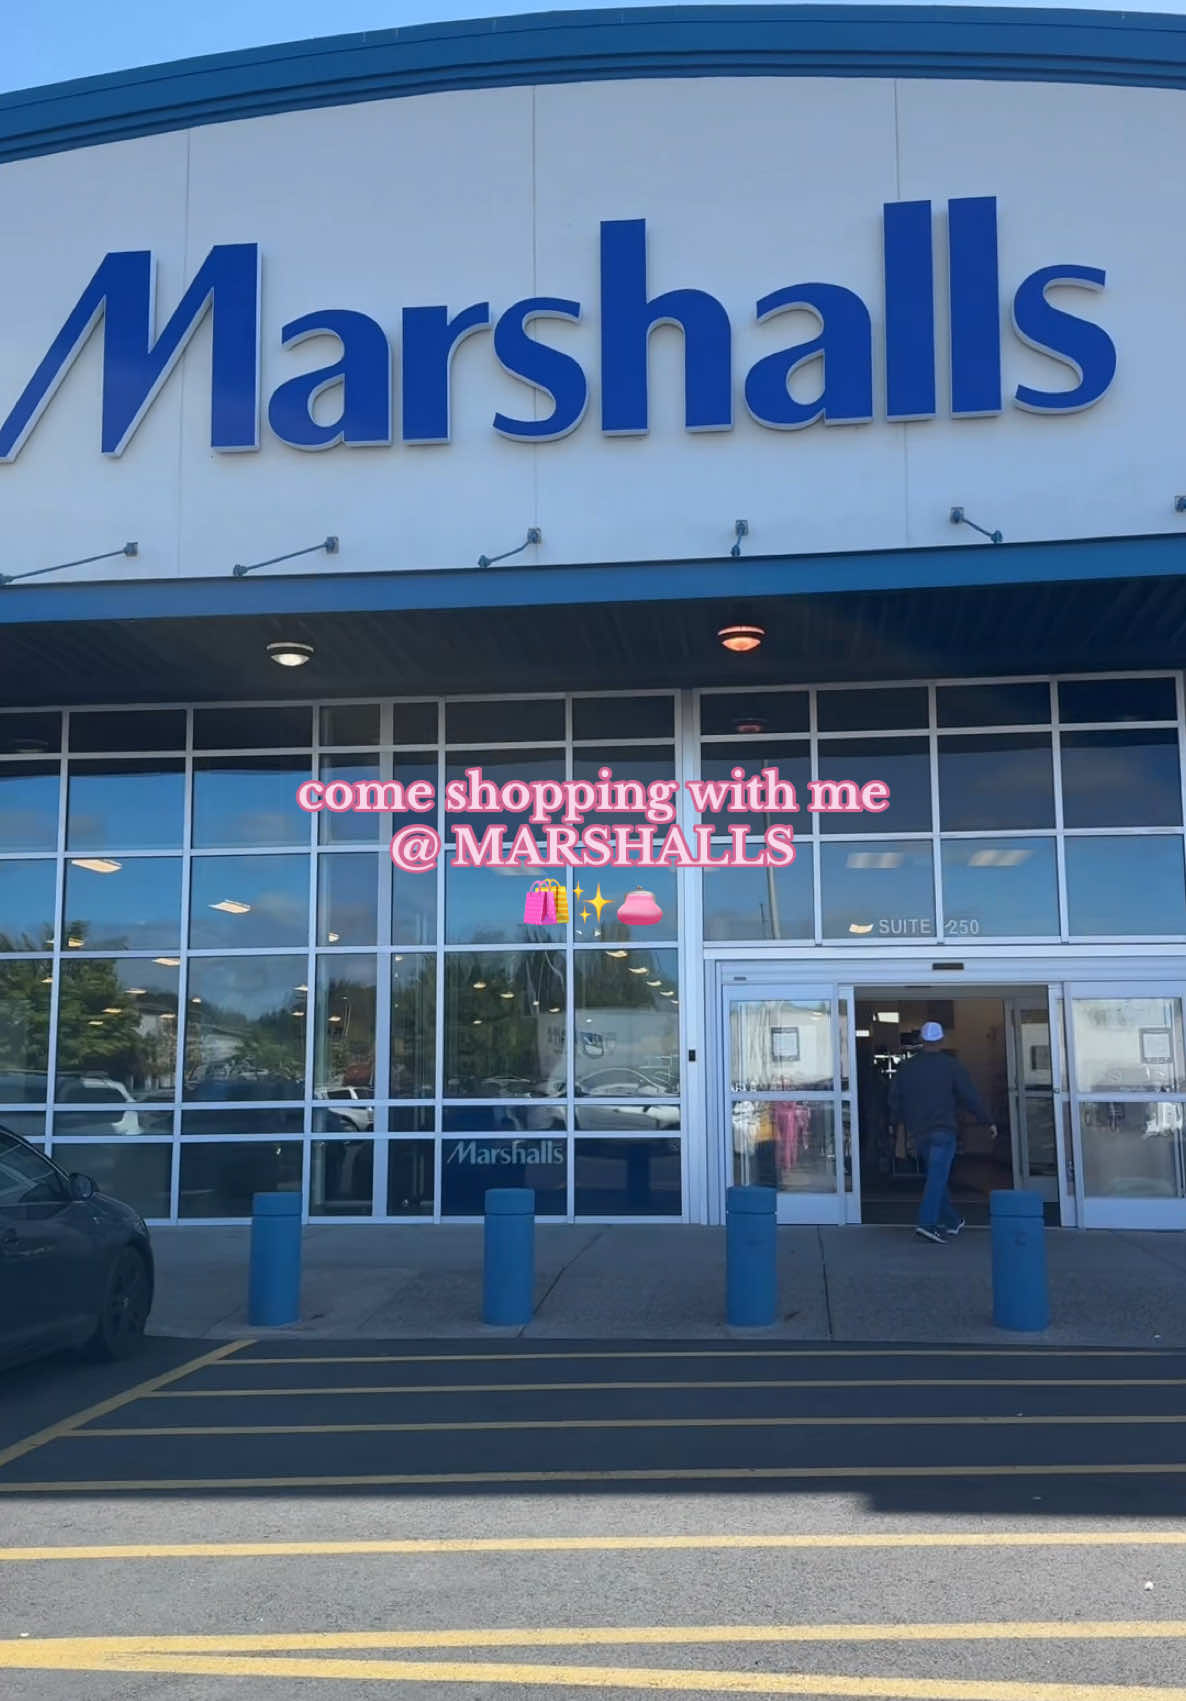 Marshalls
come shopping with me
@ MARSHALLS
🛍️✨👛
SUITE 250
Marshalls